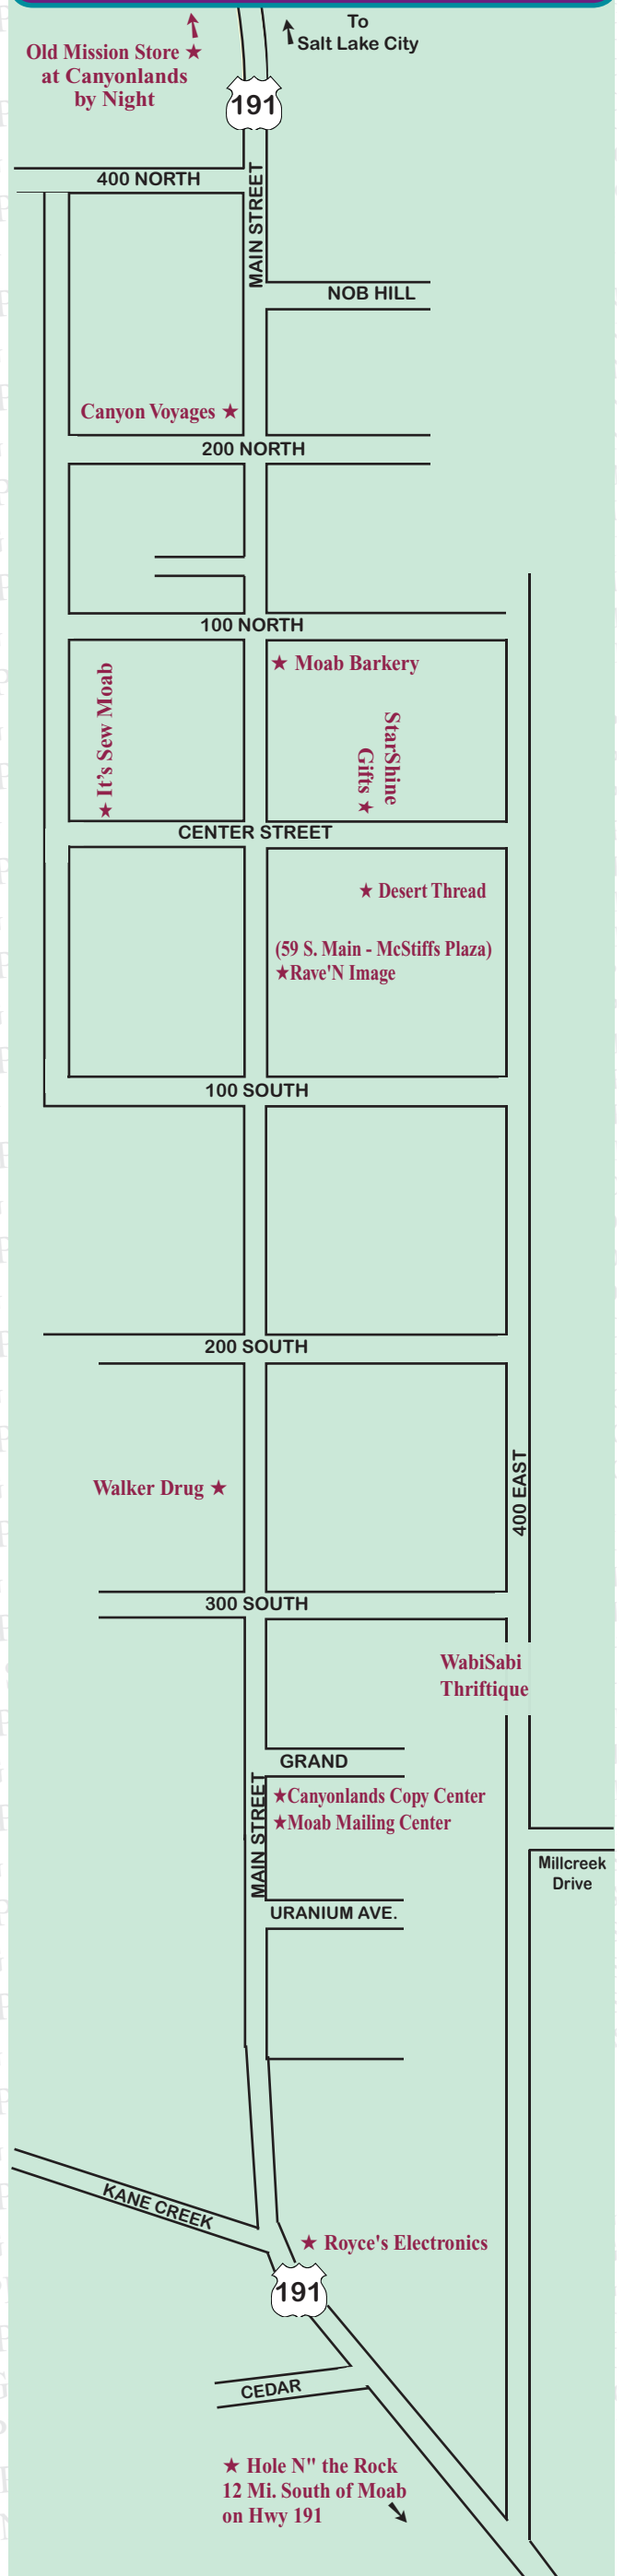 To
Salt Lake City
Old Mission Store ★
at Canyonlands
by Night
191
400 NORTH
MAIN STREET
NOB HILL
Canyon Voyages ★
200 NORTH
100 NORTH
★ Moab Barkery
★ It's Sew Moab
StarShine
Gifts ★
CENTER STREET
★ Desert Thread
(59 S. Main - McStiffs Plaza)
★Rave'N Image
100 SOUTH
200 SOUTH
400 EAST
Walker Drug ★
300 SOUTH
WabiSabi
Thriftique
GRAND
MAIN STREET
★Canyonlands Copy Center
★Moab Mailing Center
Millcreek
Drive
URANIUM AVE.
KANE CREEK
★ Royce's Electronics
191
CEDAR
★ Hole N" the Rock
12 Mi. South of Moab
on Hwy 191